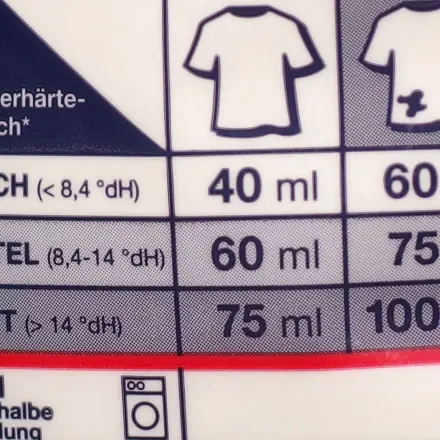 erhärte-
ch*
CH (< 8,4 °dH) 40 ml 60
TEL (8,4-14 °dH) 60 ml 75
T (> 14 °dH) 75 ml 100
halbe
lung